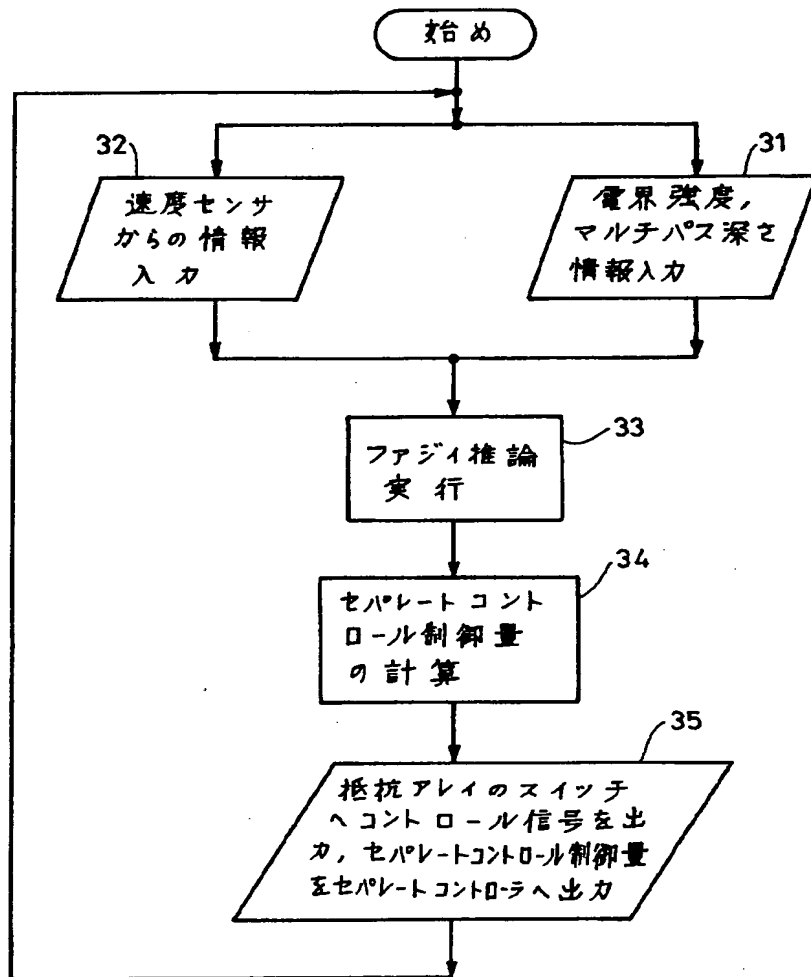 始め
32
速度センサ
からの情報
入力
31
電界強度,
マルチパス深さ
情報入力
33
ファジィ推論
実行
34
セパレートコント
ロール制御量
の計算
35
抵抗アレイのスイッチ
へコントロール信号を出
力,セパレートコントロール制御量
をセパレートコントローラへ出力